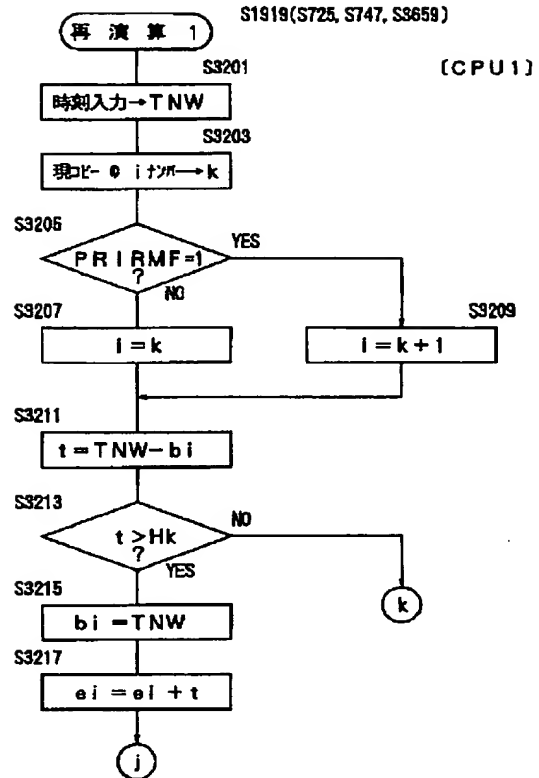 S1919(S725, S747, S3659)
再演算 1
[CPU1]
S3201
時刻入力→TNW
S3203
現コピーの i ナンバー→k
S3205
PRIRMF=1
?
YES
NO
S3207
i=k
S3209
i=k+1
S3211
t=TNW-bi
S3213
t>Hk
?
NO
YES
k
S3215
bi=TNW
S3217
ei=ei+t
j